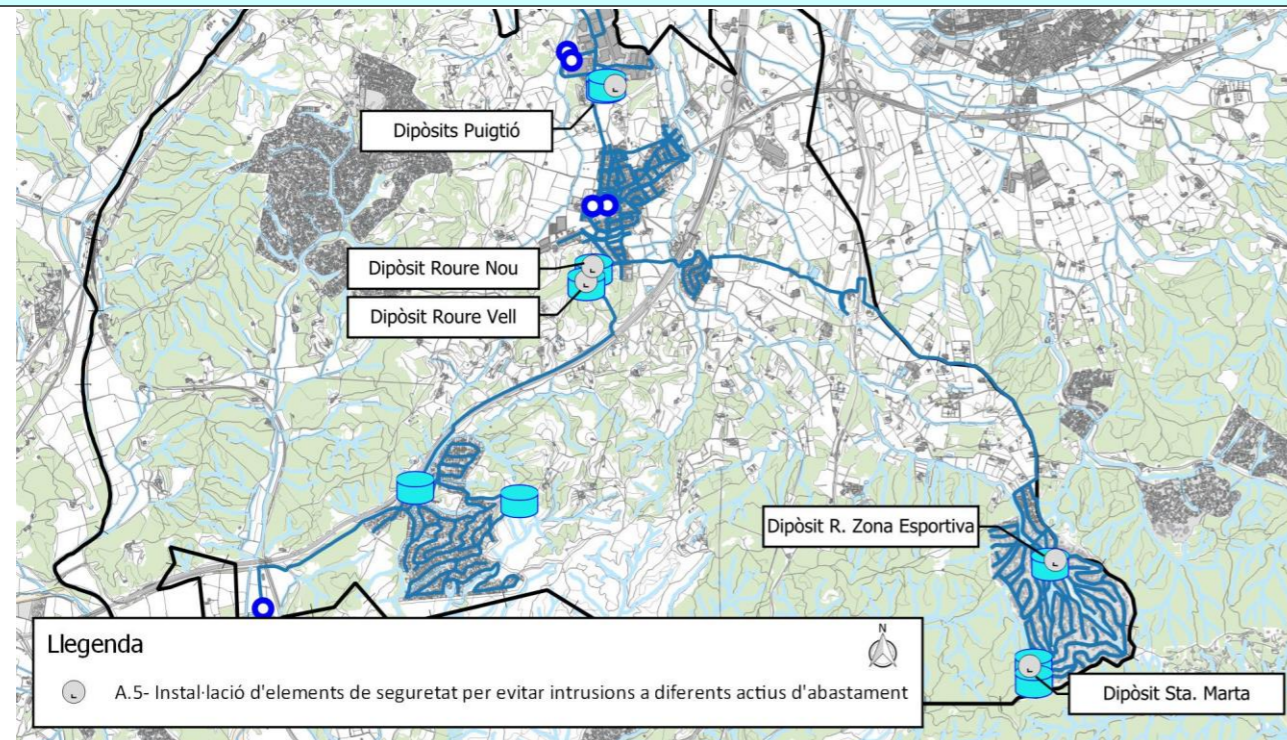 Dipòsits Puigtió
Dipòsit Roure Nou
Dipòsit Roure Vell
Dipòsit R. Zona Esportiva
Dipòsit Sta. Marta
Llegenda
N
A.5- Instal·lació d'elements de seguretat per evitar intrusions a diferents actius d'abastament